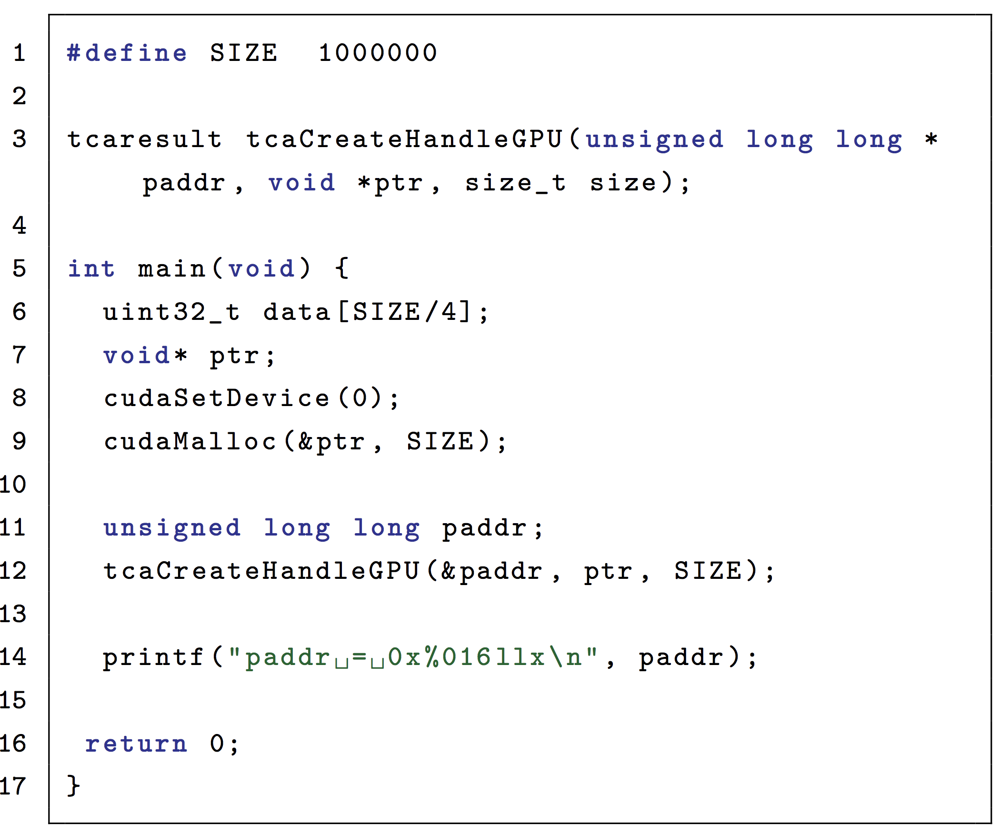 1 #define SIZE  1000000
2
3 tcaresult tcaCreateHandleGPU(unsigned long long *
paddr, void *ptr, size_t size);
4
5 int main(void) {
6   uint32_t data[SIZE/4];
7   void* ptr;
8   cudaSetDevice(0);
9   cudaMalloc(&ptr, SIZE);
10
11   unsigned long long paddr;
12   tcaCreateHandleGPU(&paddr, ptr, SIZE);
13
14   printf("paddr␣=␣0x%016llx\n", paddr);
15
16  return 0;
17 }